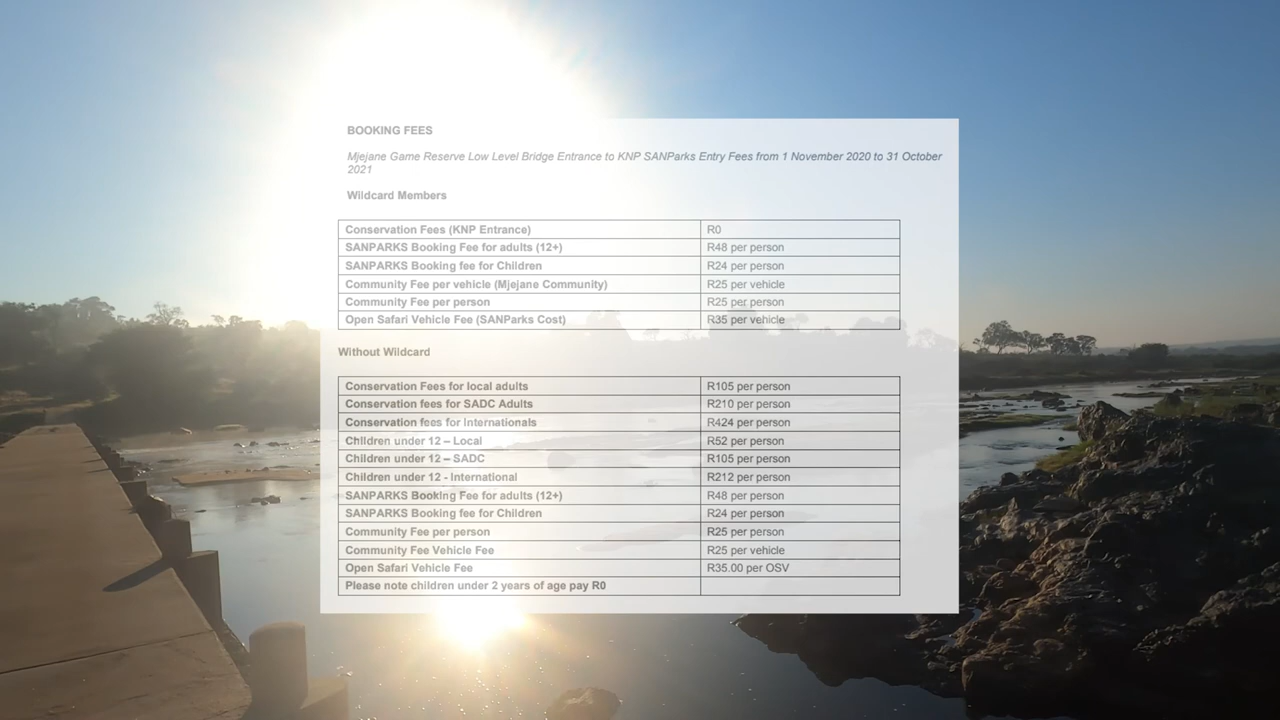 BOOKING FEES
Mjejane Game Reserve Low Level Bridge Entrance to KNP SANParks Entry Fees from 1 November 2020 to 31 October
2021
Wildcard Members
Conservation Fees (KNP Entrance) R0
SANPARKS Booking Fee for adults (12+) R48 per person
SANPARKS Booking fee for Children R24 per person
Community Fee per vehicle (Mjejane Community) R25 per vehicle
Community Fee per person R25 per person
Open Safari Vehicle Fee (SANParks Cost) R35 per vehicle
Without Wildcard
Conservation Fees for local adults R105 per person
Conservation fees for SADC Adults R210 per person
Conservation fees for Internationals R424 per person
Children under 12 – Local R52 per person
Children under 12 – SADC R105 per person
Children under 12 - International R212 per person
SANPARKS Booking Fee for adults (12+) R48 per person
SANPARKS Booking fee for Children R24 per person
Community Fee per person R25 per person
Community Fee Vehicle Fee R25 per vehicle
Open Safari Vehicle Fee R35.00 per OSV
Please note children under 2 years of age pay R0